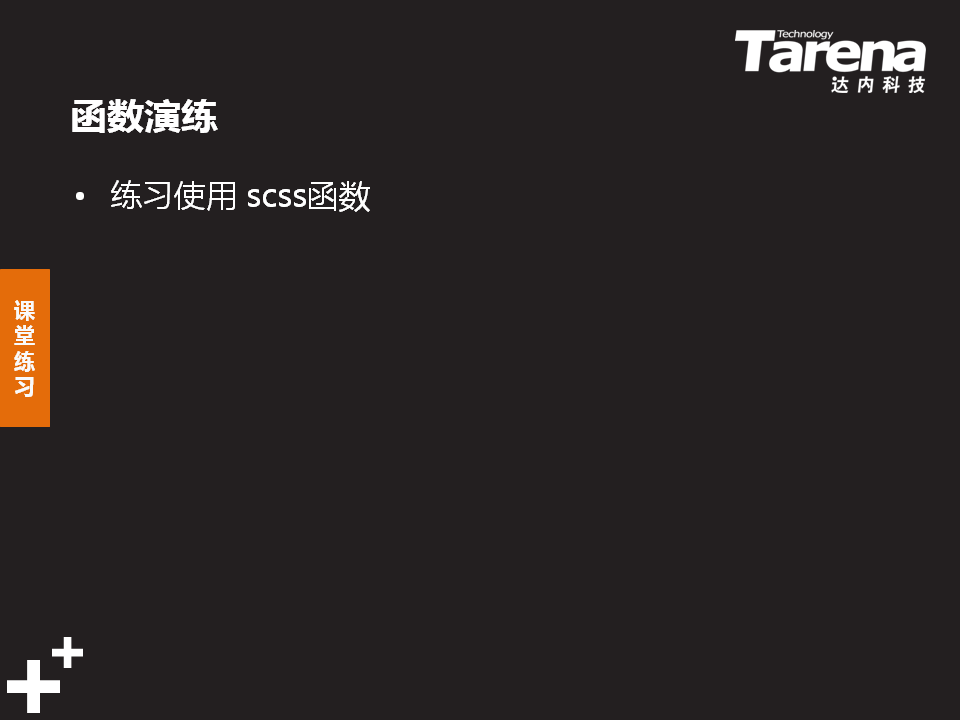 Technology
Tarena
达内科技
函数演练
• 练习使用 scss函数
课
堂
练
习